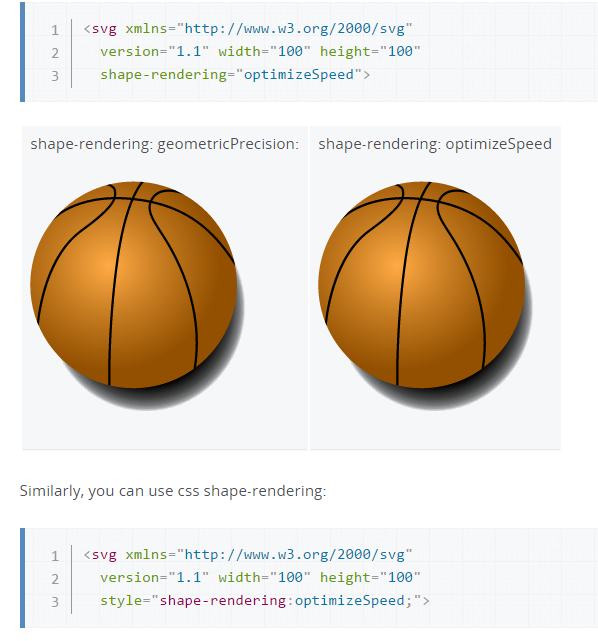 1 <svg xmlns="http://www.w3.org/2000/svg"
2 version="1.1" width="100" height="100"
3 shape-rendering="optimizeSpeed">
shape-rendering: geometricPrecision: shape-rendering: optimizeSpeed
Similarly, you can use css shape-rendering:
1 <svg xmlns="http://www.w3.org/2000/svg"
2 version="1.1" width="100" height="100"
3 style="shape-rendering:optimizeSpeed;">